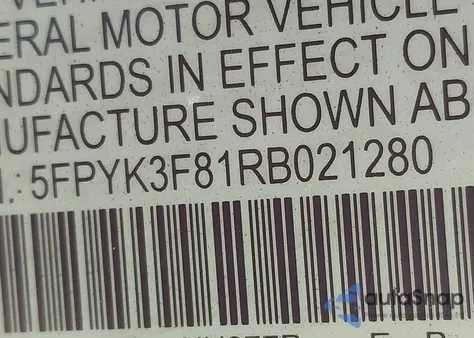 ERAL MOTOR VEHICLE
NDARDS IN EFFECT ON
UFACTURE SHOWN AB
.: 5FPYK3F81RB021280
autoSnap